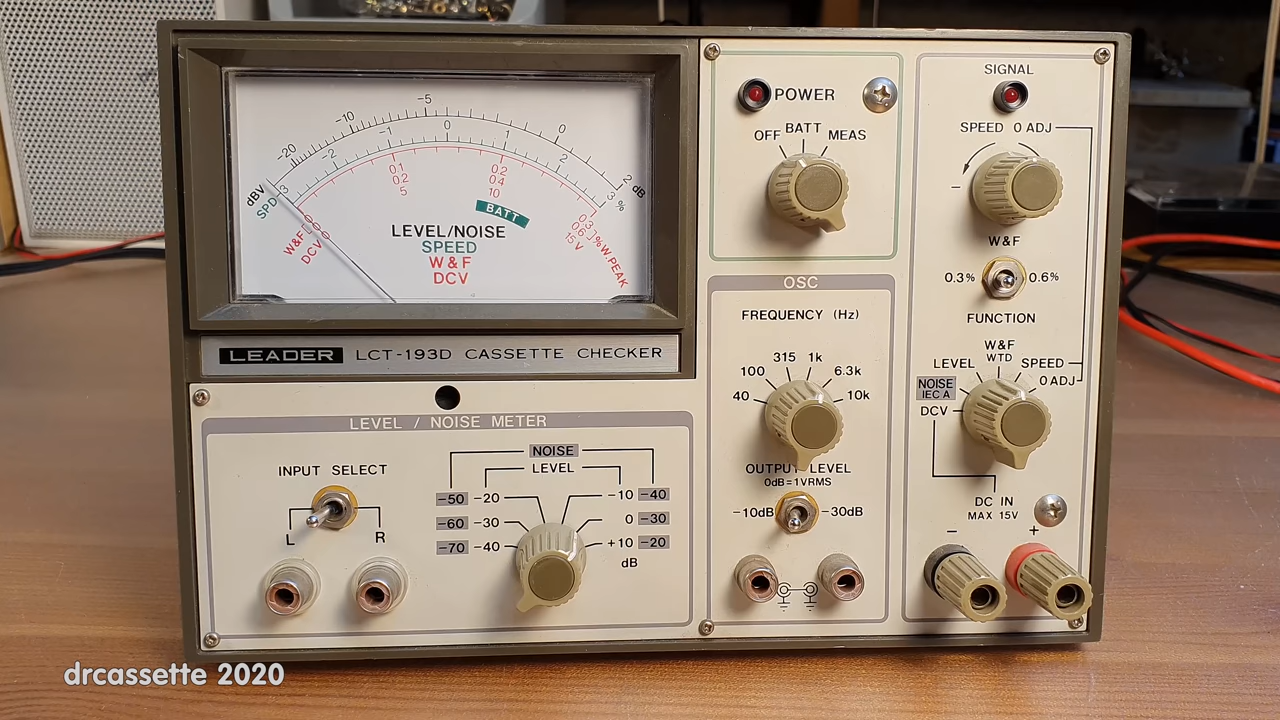 -20 -10 -5 0 2
dBV dB
-3 -2 -1 0 1 2 3 %
SPD
0 0.1 0.2 0.3 % W.PEAK
0 0.2 0.4 0.6
0 5 10 15 V
W&F
DCV
BATT
LEVEL/NOISE
SPEED
W & F
DCV
LEADER LCT-193D CASSETTE CHECKER
LEVEL / NOISE METER
INPUT SELECT
L R
NOISE
LEVEL
-50 -20 -10 -40
-60 -30 0 -30
-70 -40 +10 -20
dB
POWER
OFF BATT MEAS
OSC
FREQUENCY (Hz)
315 1k
100 6.3k
40 10k
OUTPUT LEVEL
0dB=1VRMS
-10dB -30dB
SIGNAL
SPEED 0 ADJ
-
W&F
0.3% 0.6%
FUNCTION
W&F
WTD
LEVEL SPEED
NOISE
IEC A
0 ADJ
DCV
DC IN
MAX 15V
- +
drcassette 2020